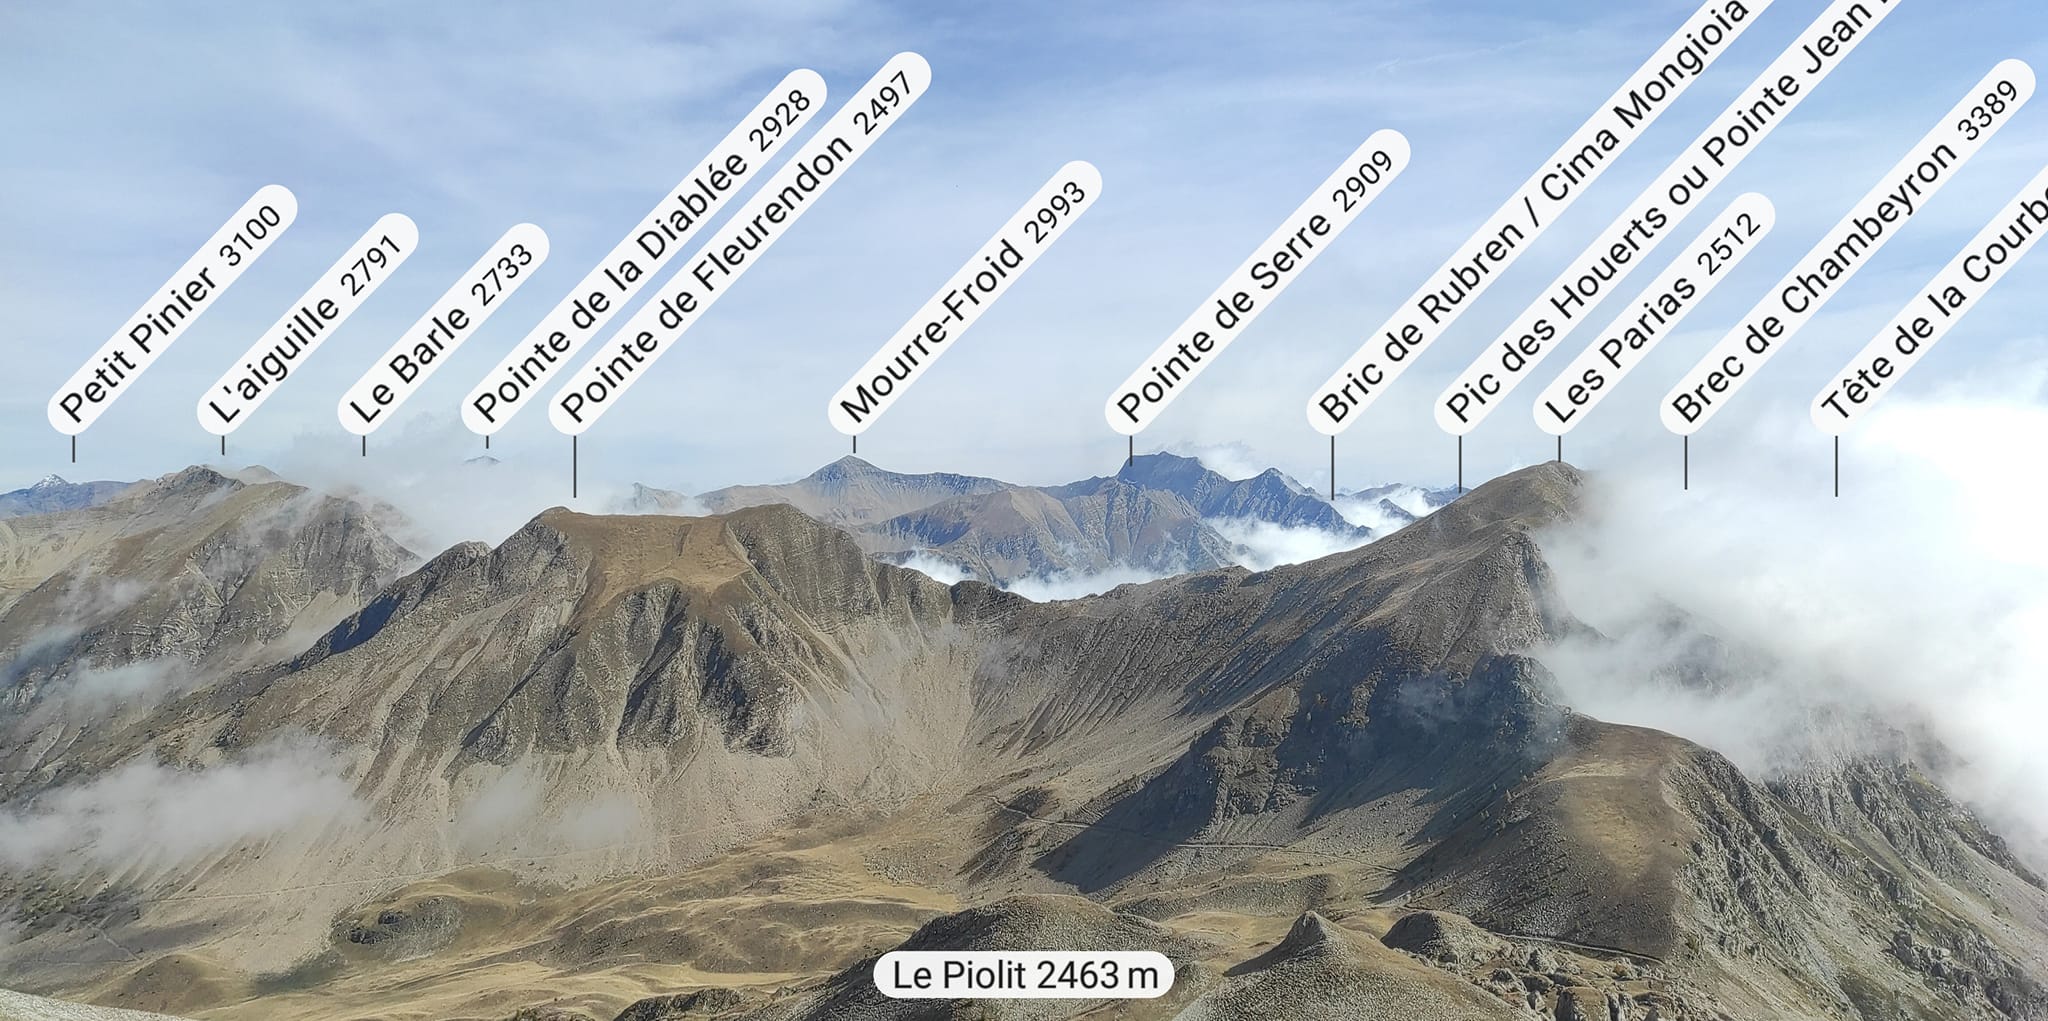 Petit Pinier 3100
L'aiguille 2791
Le Barle 2733
Pointe de la Diablée 2928
Pointe de Fleurendon 2497
Mourre-Froid 2993
Pointe de Serre 2909
Bric de Rubren / Cima Mongioia
Pic des Houerts ou Pointe Jean
Les Parias 2512
Brec de Chambeyron 3389
Tête de la Courbe
Le Piolit 2463 m